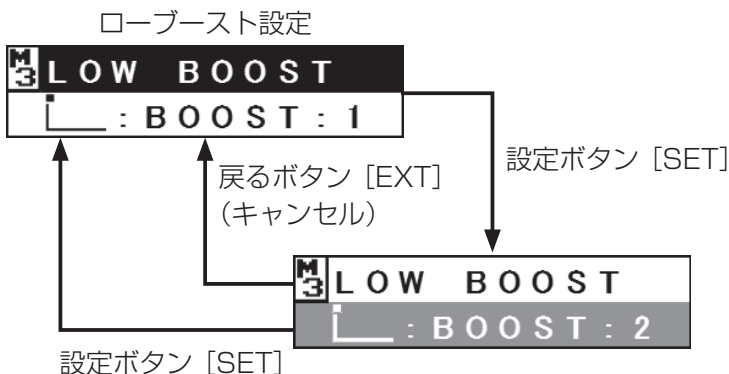 ローブースト設定
M3 LOW BOOST
:BOOST:1
設定ボタン [SET]
戻るボタン [EXT]
(キャンセル)
M3 LOW BOOST
:BOOST:2
設定ボタン [SET]